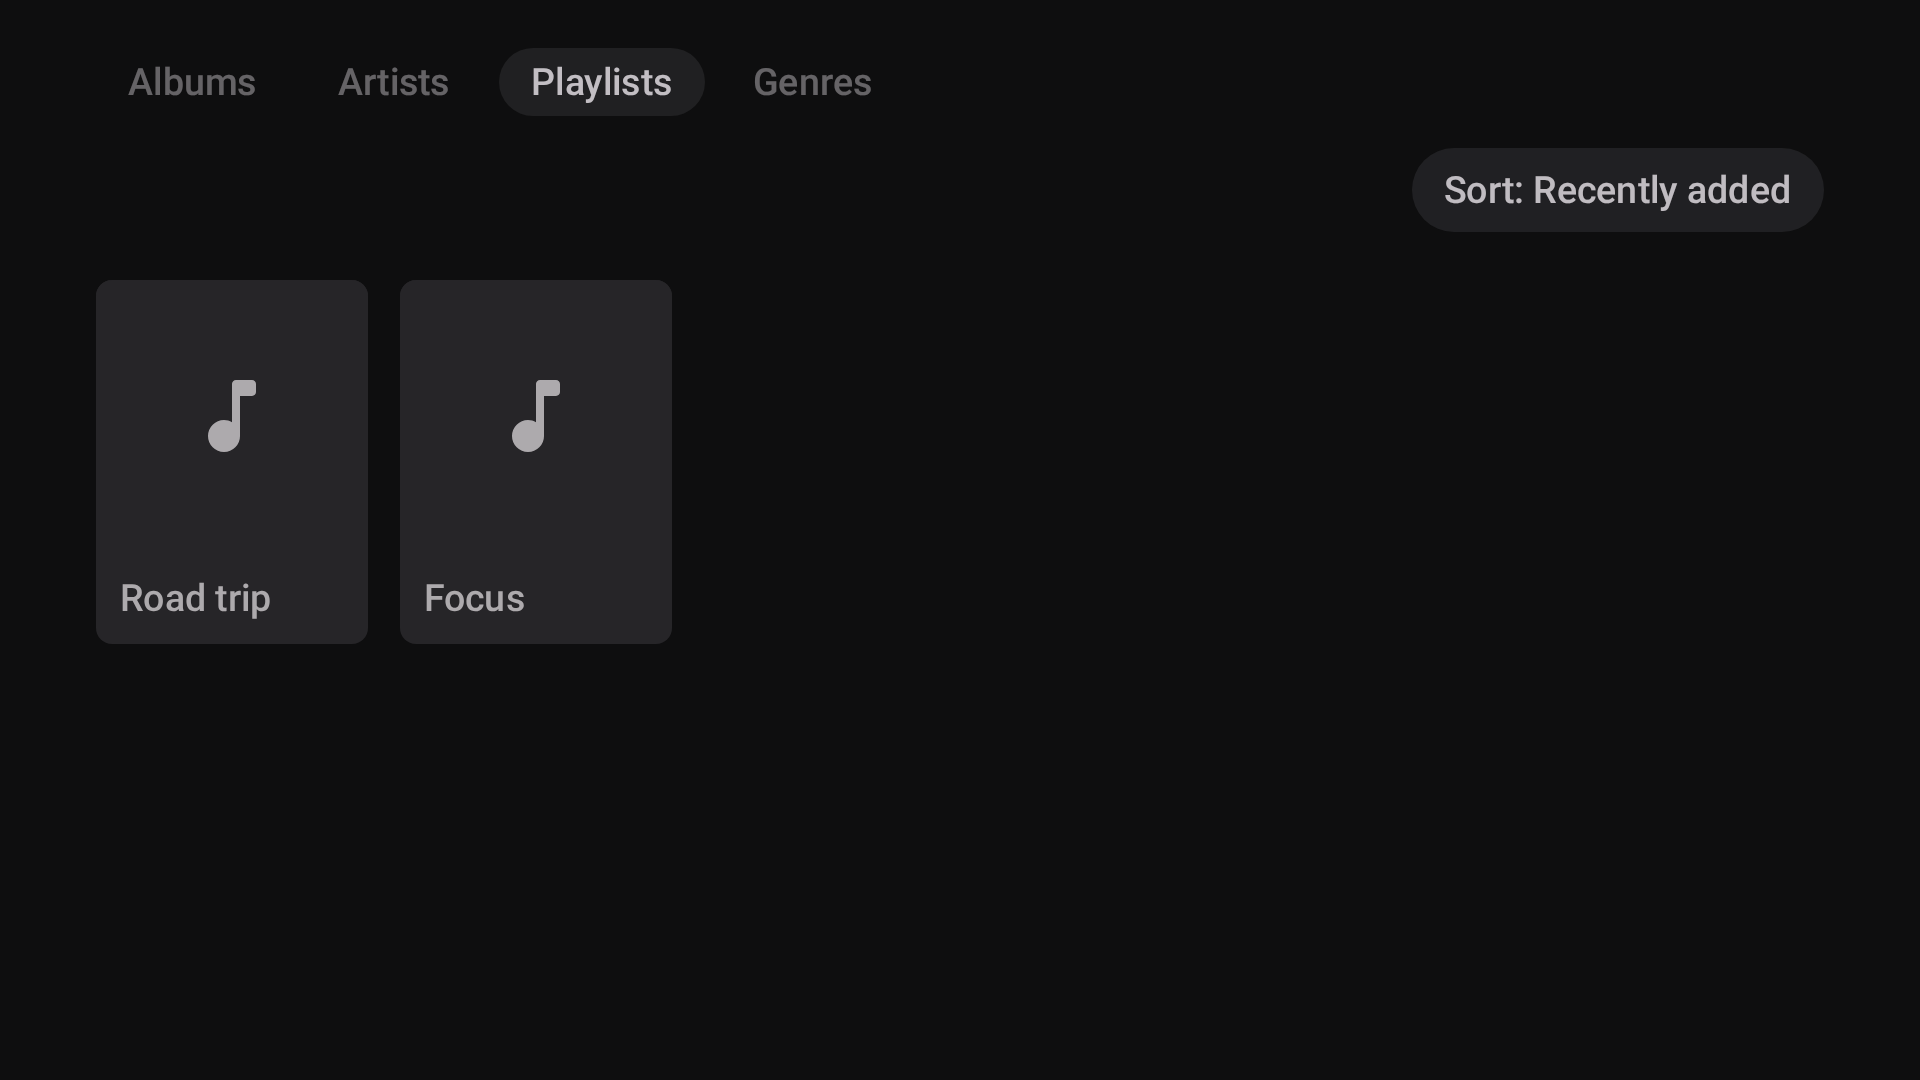 Albums
Artists
Playlists
Genres
Sort: Recently added
Road trip
Focus